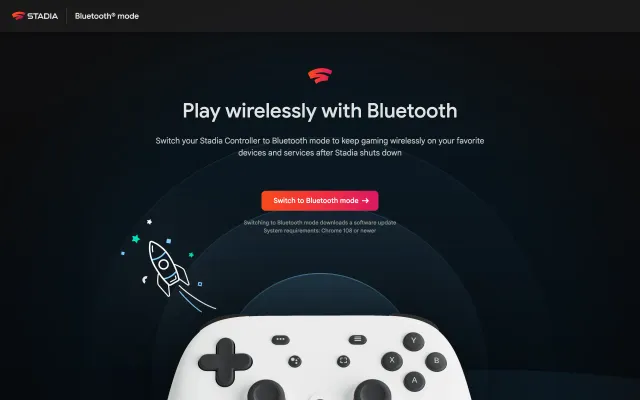 STADIA Bluetooth® mode
Play wirelessly with Bluetooth
Switch your Stadia Controller to Bluetooth mode to keep gaming wirelessly on your favorite
devices and services after Stadia shuts down
Switch to Bluetooth mode →
Switching to Bluetooth mode downloads a software update
System requirements: Chrome 108 or newer
Y
X B
A